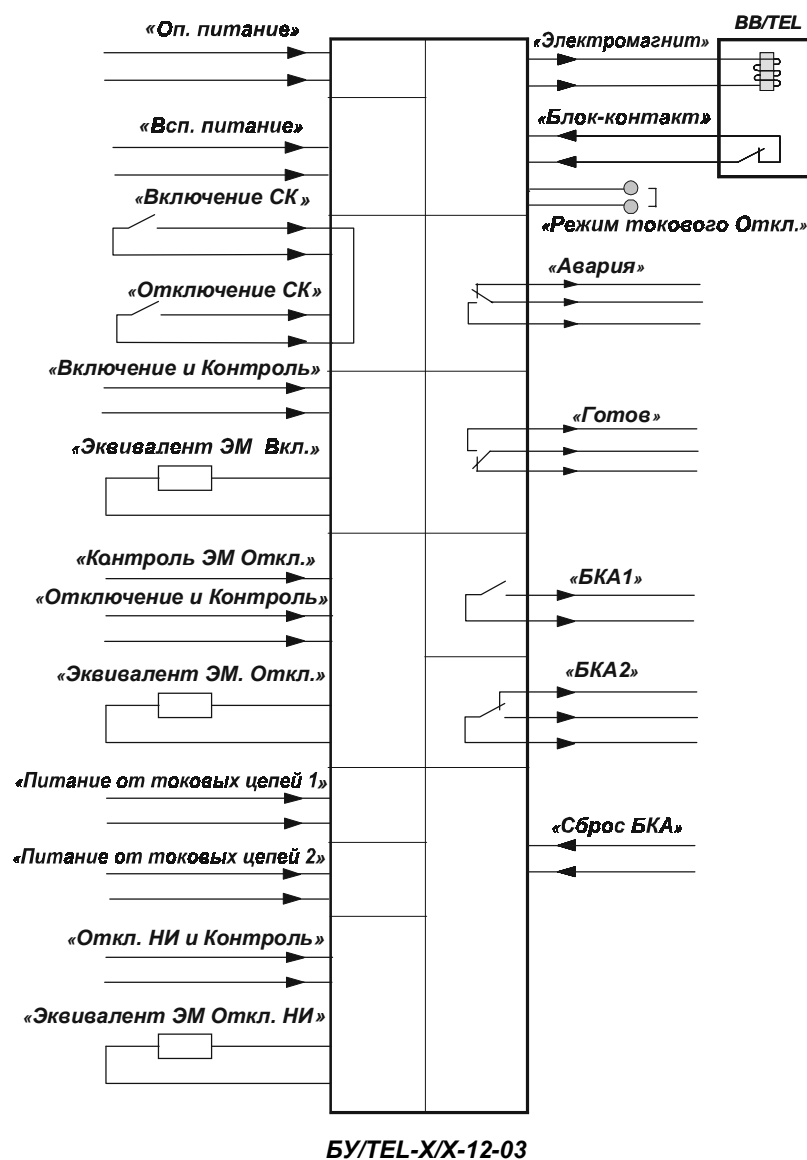 «Оп. питание»
«Всп. питание»
«Включение СК»
«Отключение СК»
«Включение и Контроль»
«Эквивалент ЭМ Вкл.»
«Контроль ЭМ Откл.»
«Отключение и Контроль»
«Эквивалент ЭМ. Откл.»
«Питание от токовых цепей 1»
«Питание от токовых цепей 2»
«Откл. НИ и Контроль»
«Эквивалент ЭМ Откл. НИ»
BB/TEL
«Электромагнит»
«Блок-контакт»
«Режим токового Откл.»
«Авария»
«Готов»
«БКА1»
«БКА2»
«Сброс БКА»
БУ/TEL-X/X-12-03